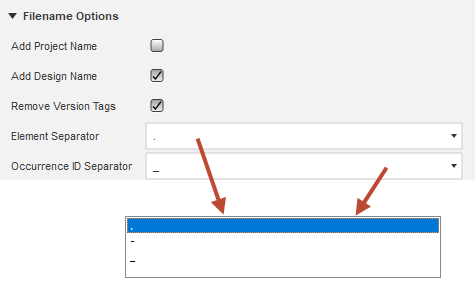 Filename Options
Add Project Name
Add Design Name
Remove Version Tags
Element Separator .
Occurrence ID Separator _
.
-
_